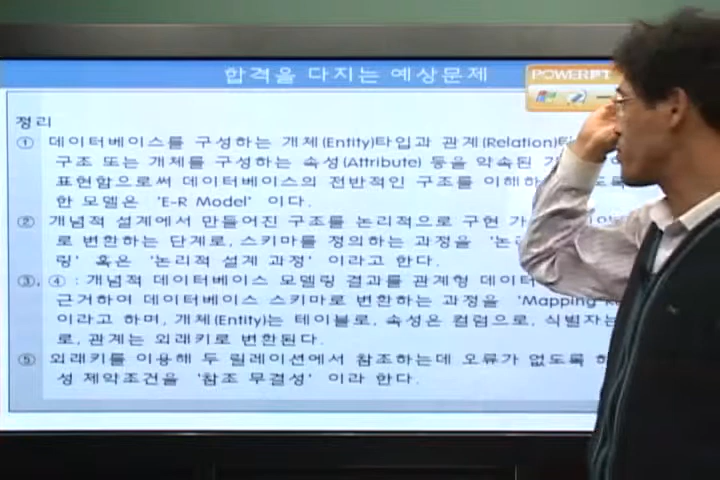 합격을 다지는 예상문제
POWERPT
정리
① 데이터베이스를 구성하는 개체(Entity)타입과 관계(Relation)
구조 또는 개체를 구성하는 속성(Attribute) 등을 약속된
표현함으로써 데이터베이스의 전반적인 구조를 이해하
한 모델은 'E-R Model' 이다.
② 개념적 설계에서 만들어진 구조를 논리적으로 구현
로 변환하는 단계로, 스키마를 정의하는 과정을
링' 혹은 '논리적 설계 과정' 이라고 한다.
③, ④ : 개념적 데이터베이스 모델링 결과를 관계형
근거하여 데이터베이스 스키마로 변환하는 과정을 'Mapping
이라고 하며, 개체(Entity)는 테이블로, 속성은 컬럼으로, 식별자는
로, 관계는 외래키로 변환된다.
⑤ 외래키를 이용해 두 릴레이션에서 참조하는데 오류가 없도록
성 제약조건을 '참조 무결성' 이라 한다.